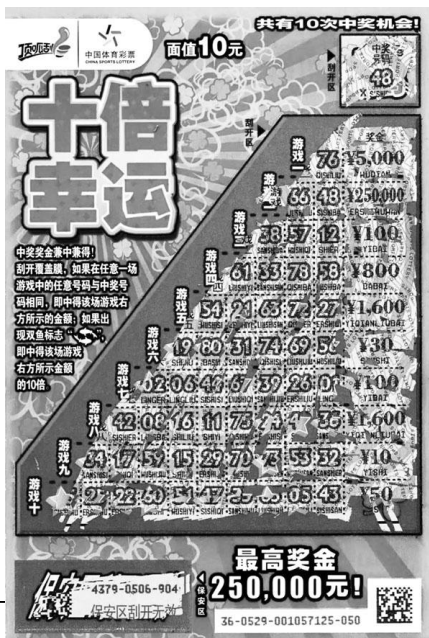 共有10次中奖机会!
顶呱刮
中国体育彩票
CHINA SPORTS LOTTERY
面值10元
刮开区
中奖
号码
48
十倍
幸运
刮开区
奖金
游戏一 76 ¥5,000
游戏二 66 48 ¥250,000
游戏三 38 57 12 ¥100
YIBAI
游戏四 61 33 78 58 ¥800
BABAI
游戏五 54 21 63 72 27 ¥1,600
游戏六 19 80 31 74 69 56 ¥30
游戏七 02 06 42 67 39 26 01 ¥100
YIBAI
游戏八 42 08 16 11 75 36 ¥1,600
游戏九 34 17 59 15 29 70 53 32 ¥10
YISHI
游戏十 22 60 51 47 05 43 ¥50
中奖奖金兼中兼得!
刮开覆盖膜,如果在任意一场
游戏中的任意号码与中奖号
码相同,即中得该场游戏右
方所示的金额;如果出
现双鱼标志
即中得该场游戏
右方所示金额
的10倍
最高奖金
250,000元!
4379-0506-904
保安区刮开无效
保安区
36-0529-001057125-050